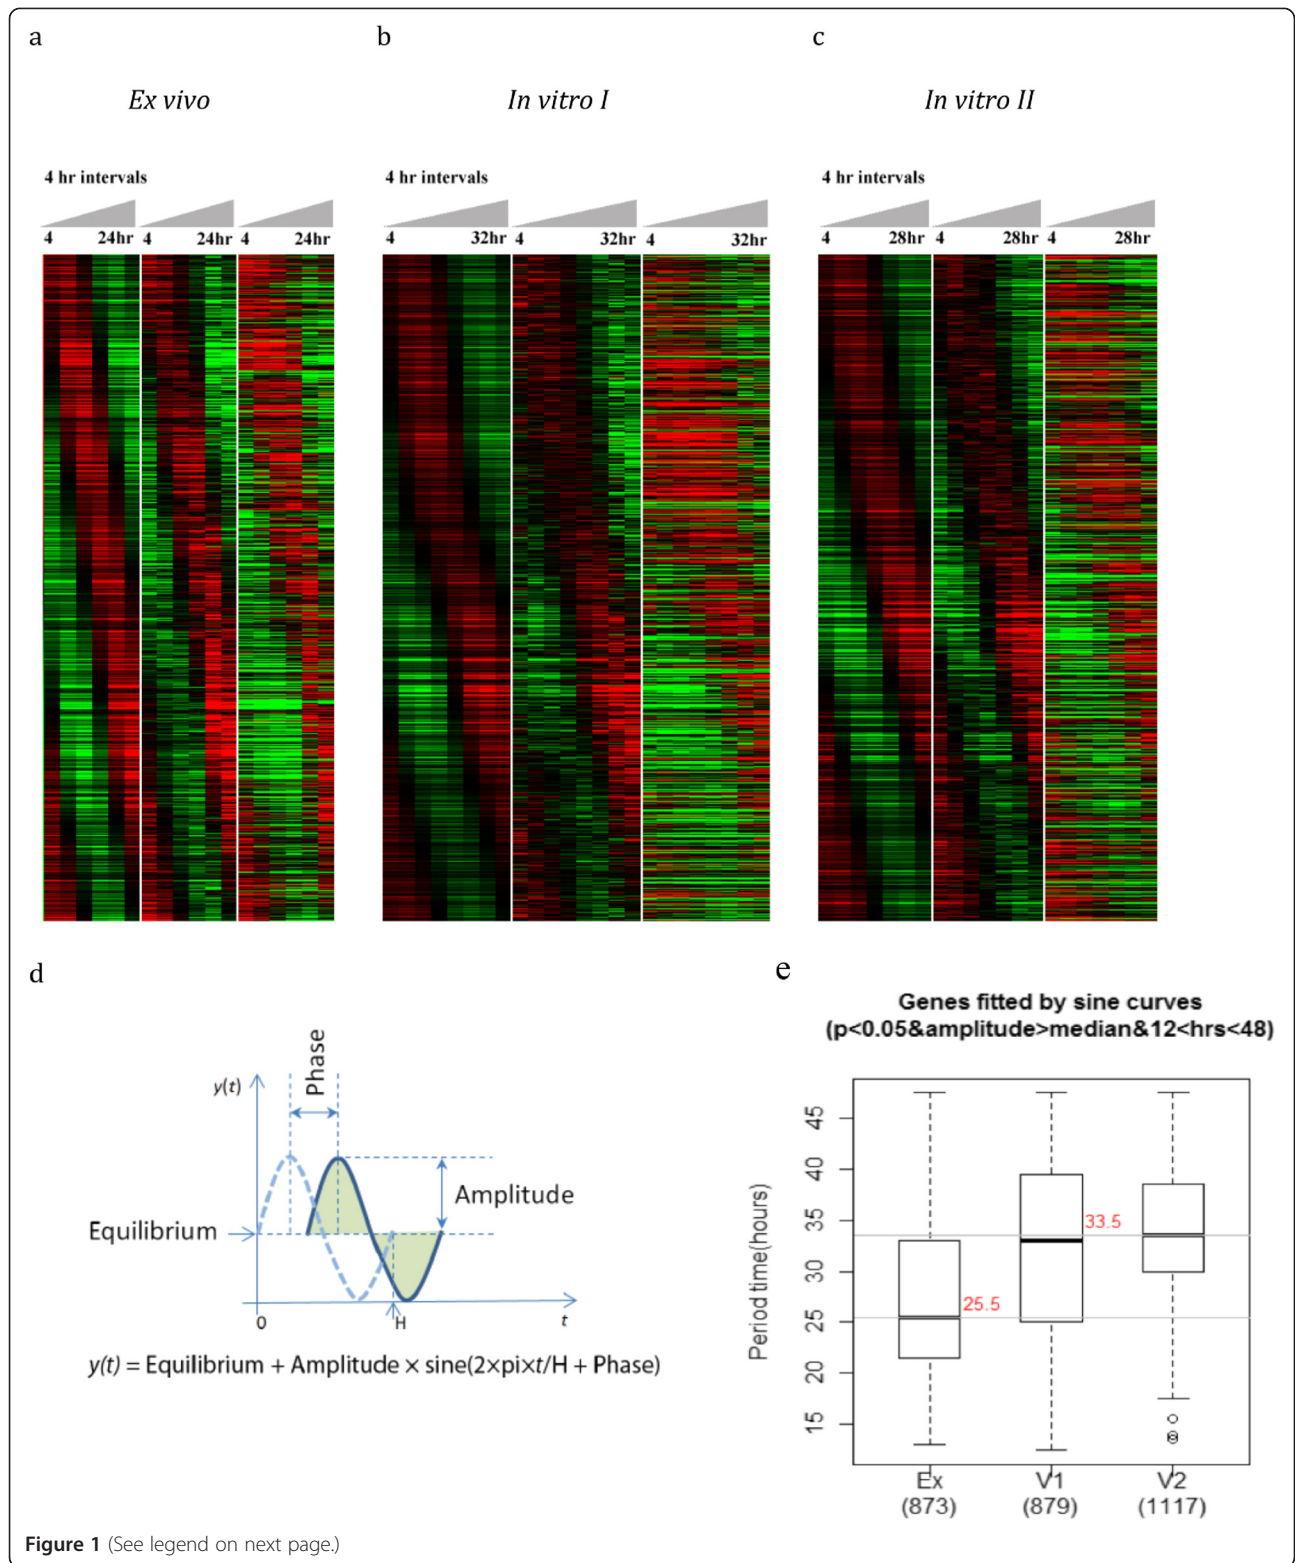 a
b
c
Ex vivo
In vitro I
In vitro II
4 hr intervals
4 hr intervals
4 hr intervals
4 24hr 4 24hr 4 24hr
4 32hr 4 32hr 4 32hr
4 28hr 4 28hr 4 28hr
d
e
y(t)
Phase
Amplitude
Equilibrium
0
H
t
y(t) = Equilibrium + Amplitude × sine(2×pi×t/H + Phase)
Genes fitted by sine curves
(p<0.05&amplitude>median&12<hrs<48)
Period time(hours)
45
40
35
30
25
20
15
25.5
33.5
Ex
(873)
V1
(879)
V2
(1117)
Figure 1 (See legend on next page.)